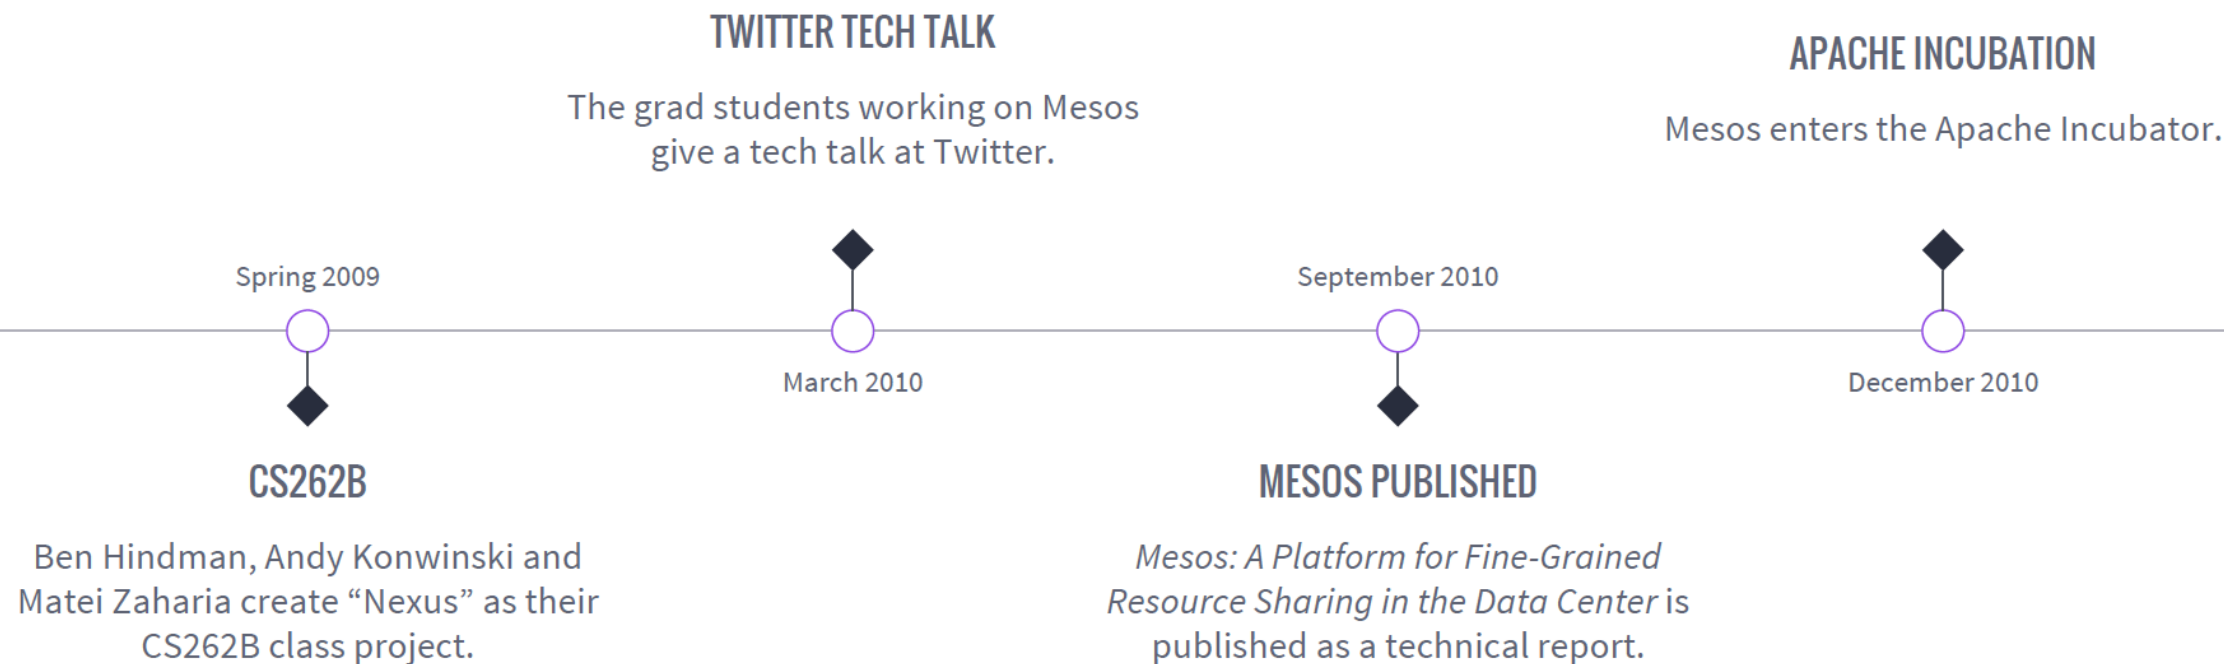 TWITTER TECH TALK
The grad students working on Mesos
give a tech talk at Twitter.
APACHE INCUBATION
Mesos enters the Apache Incubator.
Spring 2009
September 2010
March 2010
December 2010
CS262B
Ben Hindman, Andy Konwinski and
Matei Zaharia create “Nexus” as their
CS262B class project.
MESOS PUBLISHED
Mesos: A Platform for Fine-Grained
Resource Sharing in the Data Center is
published as a technical report.